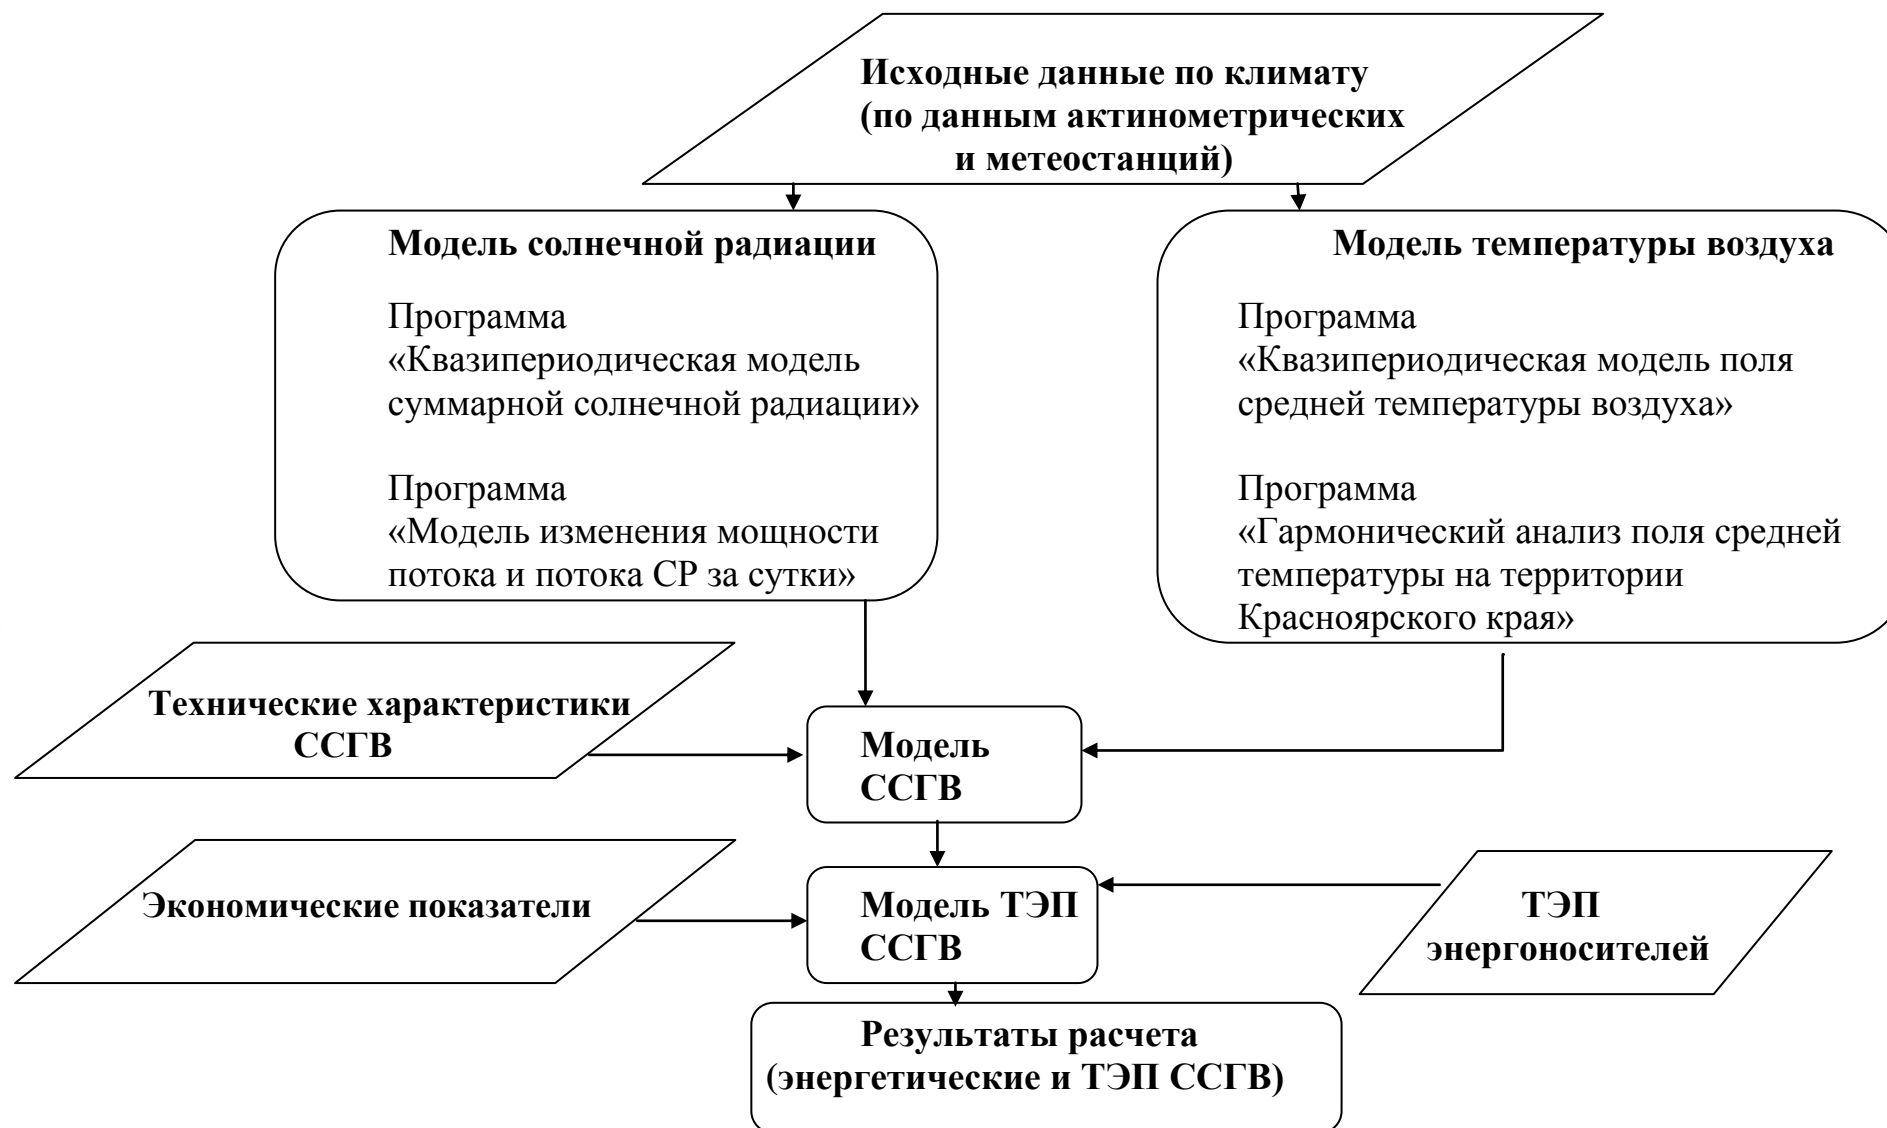 Исходные данные по климату
(по данным актинометрических
и метеостанций)
Модель солнечной радиации
Программа
«Квазипериодическая модель
суммарной солнечной радиации»
Программа
«Модель изменения мощности
потока и потока СР за сутки»
Модель температуры воздуха
Программа
«Квазипериодическая модель поля
средней температуры воздуха»
Программа
«Гармонический анализ поля средней
температуры на территории
Красноярского края»
Технические характеристики
ССГВ
Модель
ССГВ
Экономические показатели
Модель ТЭП
ССГВ
ТЭП
энергоносителей
Результаты расчета
(энергетические и ТЭП ССГВ)